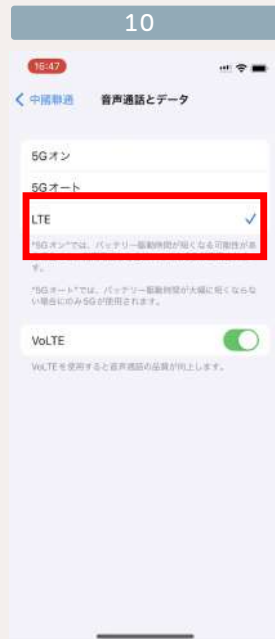 10
16:47
中國聯通
音声通話とデータ
5Gオン
5Gオート
LTE
"5Gオン"では、バッテリー駆動時間が短くなる可能性があ
す。
"5Gオート"では、バッテリー駆動時間が大幅に短くならな
い場合にのみ5Gが使用されます。
VoLTE
VoLTEを使用すると音声通話の品質が向上します。